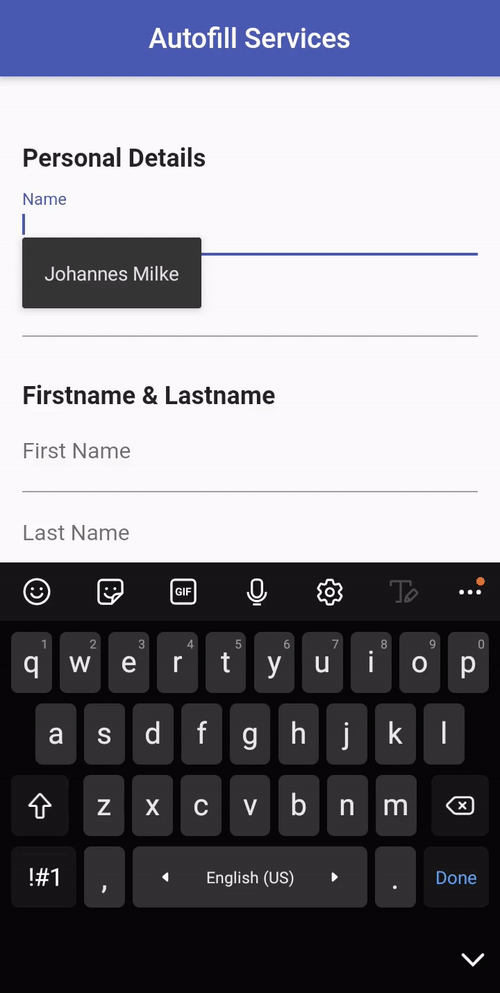 Autofill Services
Personal Details
Name
Johannes Milke
Firstname & Lastname
First Name
Last Name
GIF
1 2 3 4 5 6 7 8 9 0
q w e r t y u i o p
a s d f g h j k l
z x c v b n m
!#1 , English (US) . Done